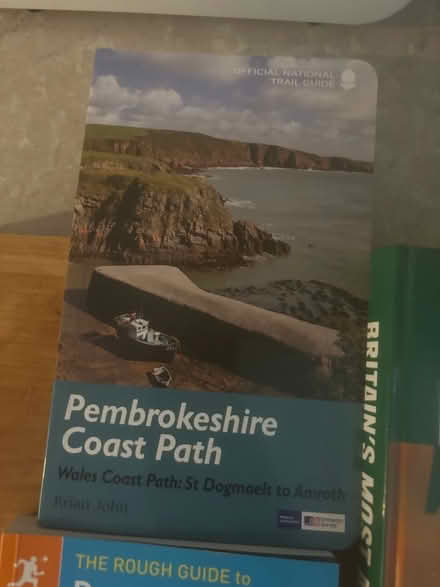 OFFICIAL NATIONAL
TRAIL GUIDE
Pembrokeshire
Coast Path
Wales Coast Path: St Dogmaels to Amroth
Brian John
BRITAIN'S MOST
THE ROUGH GUIDE to